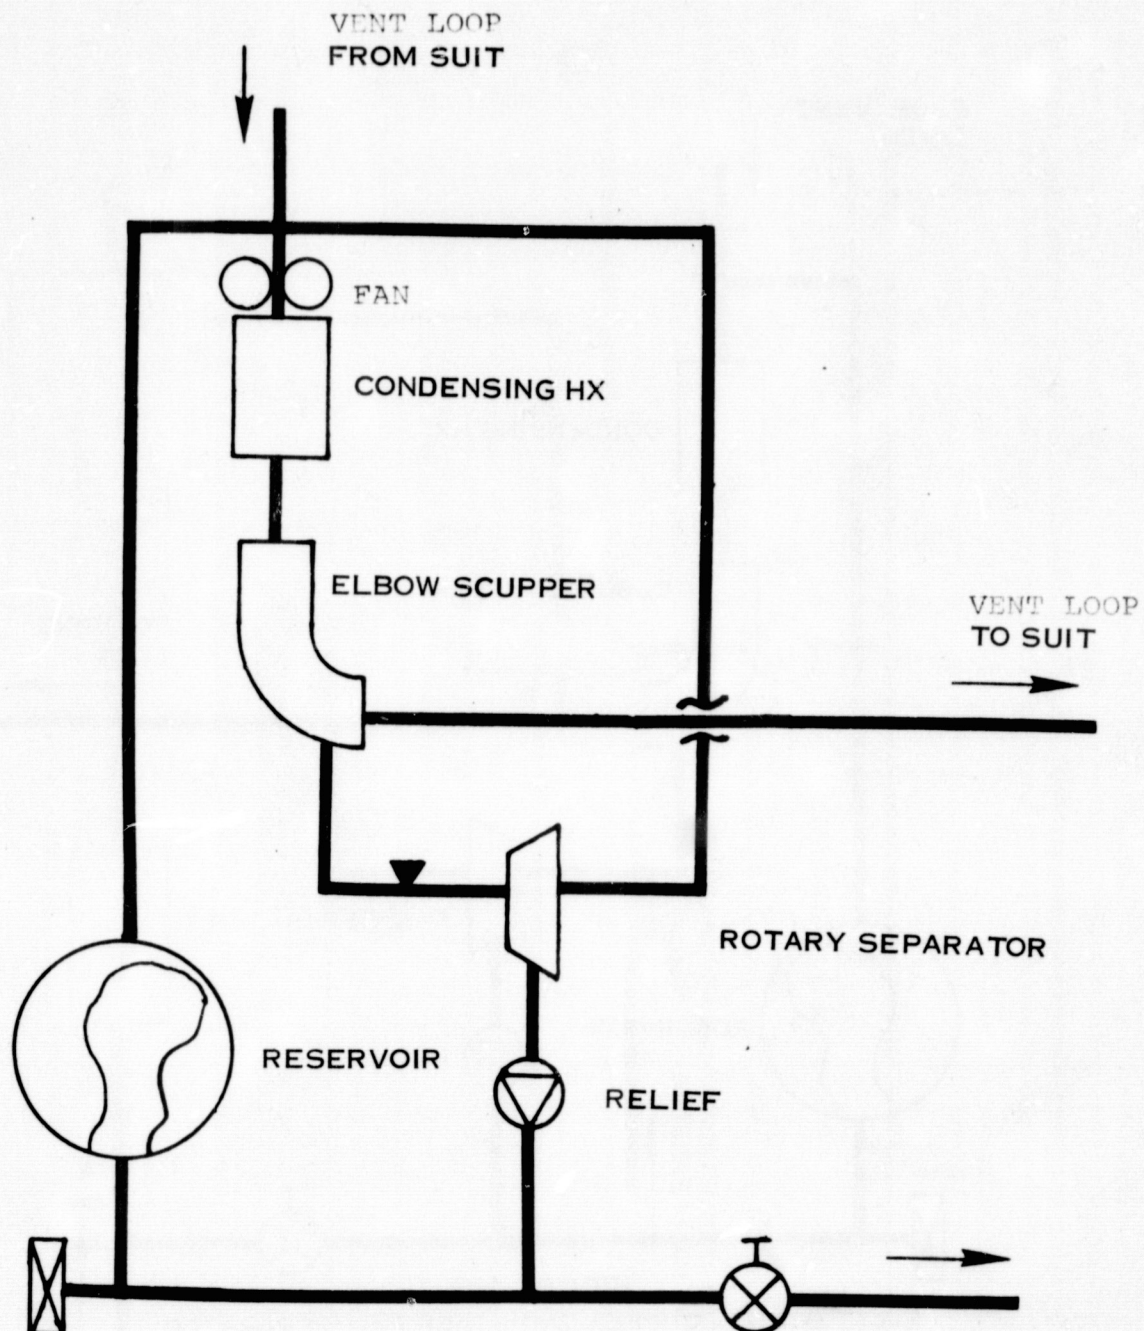 VENT LOOP
FROM SUIT
FAN
CONDENSING HX
ELBOW SCUPPER
VENT LOOP
TO SUIT
ROTARY SEPARATOR
RESERVOIR
RELIEF